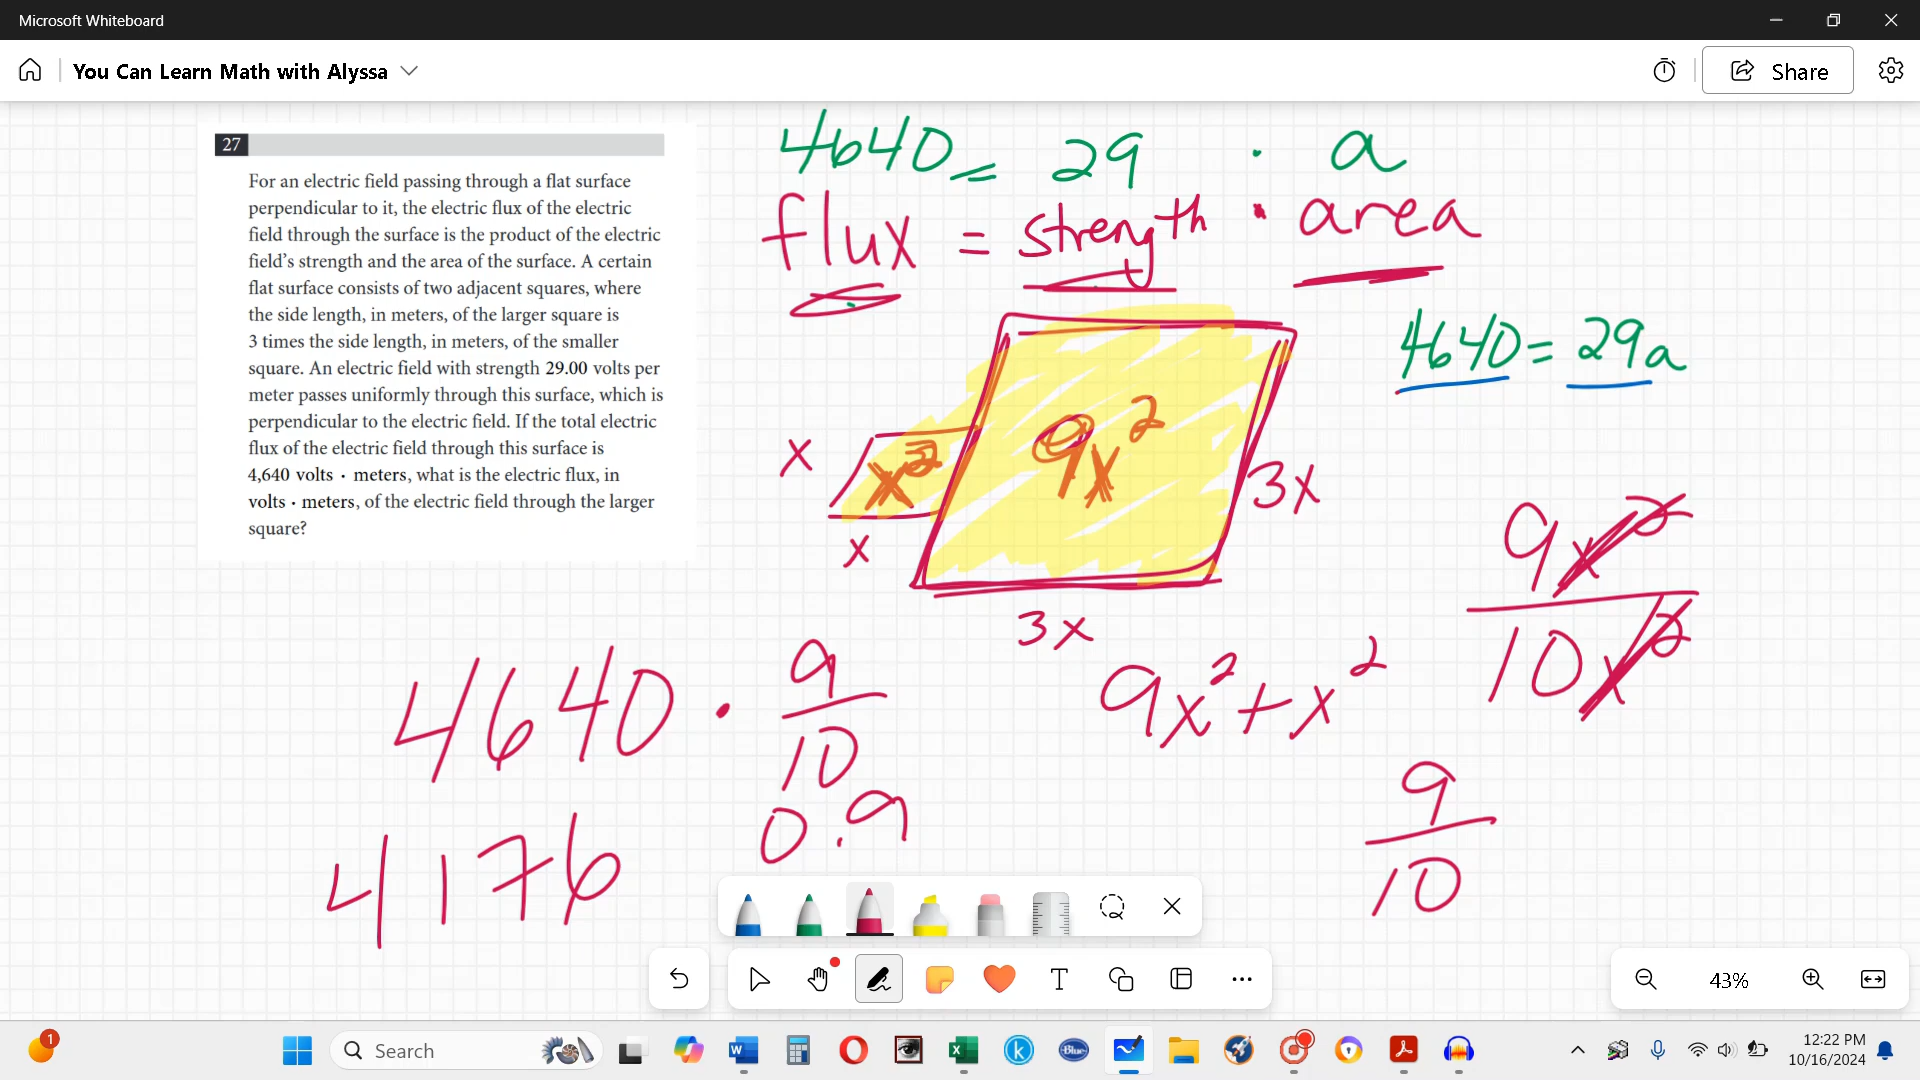 Microsoft Whiteboard
You Can Learn Math with Alyssa
Share
27
For an electric field passing through a flat surface
perpendicular to it, the electric flux of the electric
field through the surface is the product of the electric
field's strength and the area of the surface. A certain
flat surface consists of two adjacent squares, where
the side length, in meters, of the larger square is
3 times the side length, in meters, of the smaller
square. An electric field with strength 29.00 volts per
meter passes uniformly through this surface, which is
perpendicular to the electric field. If the total electric
flux of the electric field through this surface is
4,640 volts · meters, what is the electric flux, in
volts · meters, of the electric field through the larger
square?
4640 = 29 · a
flux = strength · area
4640 = 29a
x
x²
9x²
3x
x
3x
9x²
10x²
9x² + x²
4640 · 9
10
0.9
4176
9
10
43%
1
Search
Blue
12:22 PM
10/16/2024